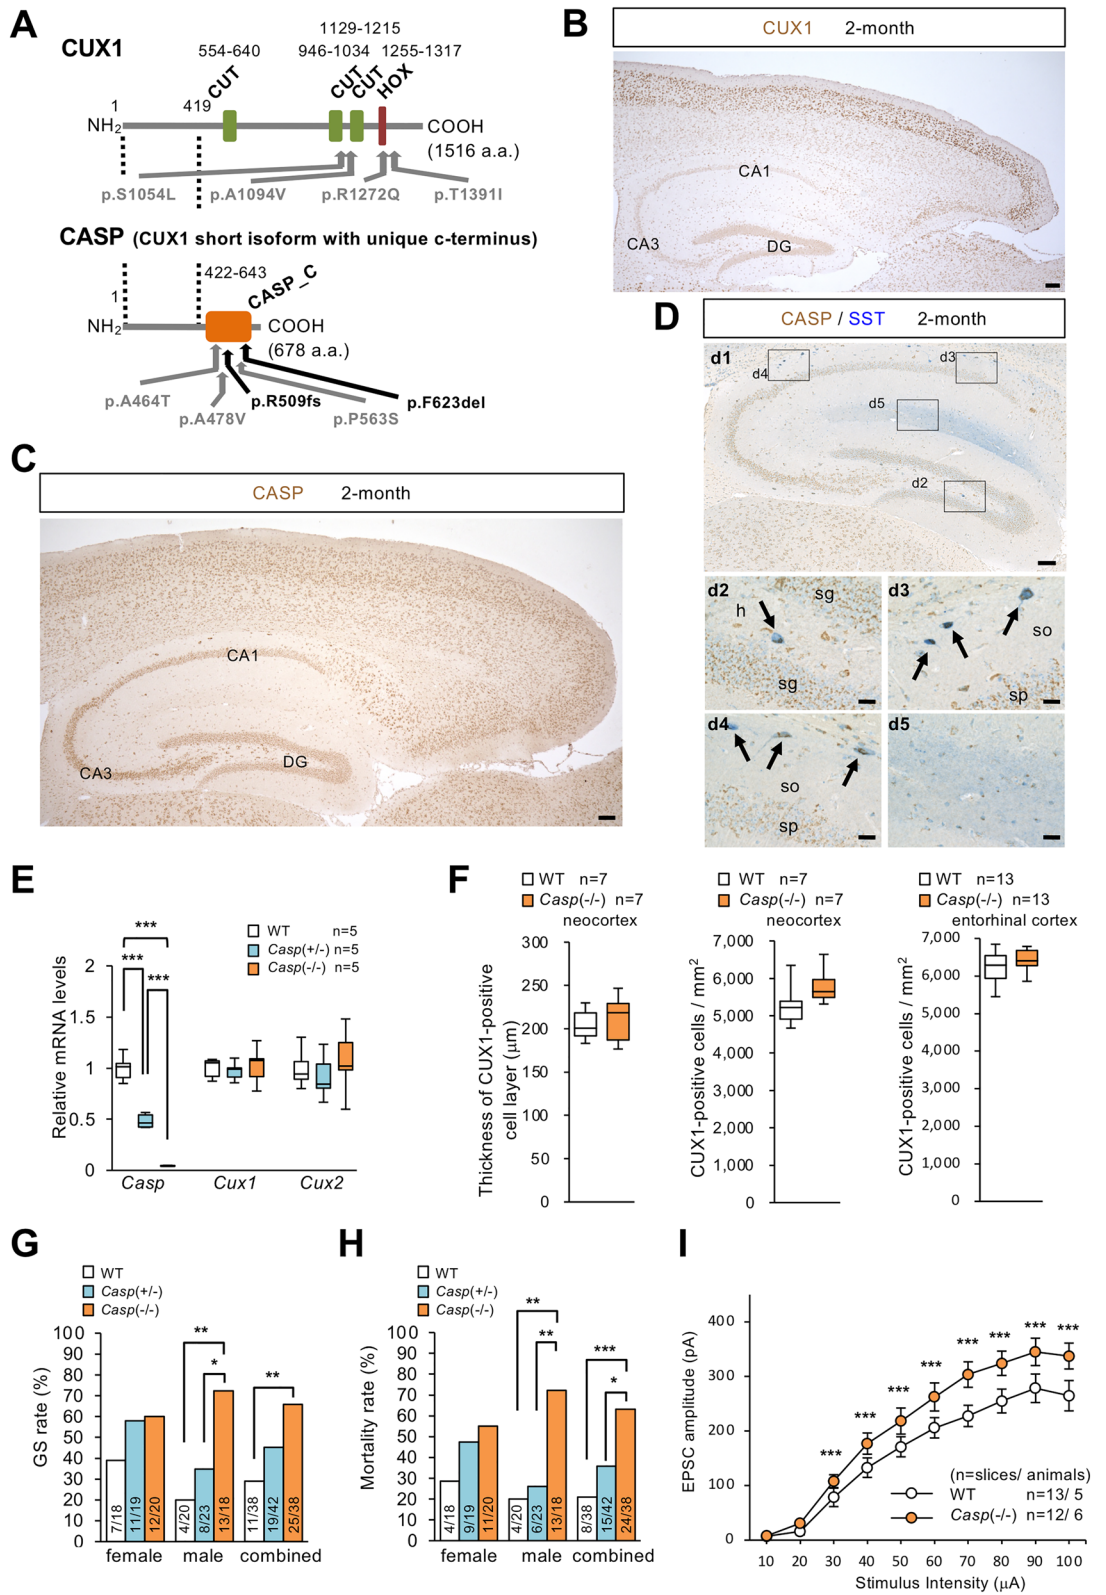 A
CUX1
1129-1215
554-640
946-1034
1255-1317
CUT
CUT
CUT
HOX
1
419
NH2
COOH
(1516 a.a.)
p.S1054L
p.A1094V
p.R1272Q
p.T1391I
CASP (CUX1 short isoform with unique c-terminus)
422-643
CASP_C
1
NH2
COOH
(678 a.a.)
p.A464T
p.R509fs
p.F623del
p.A478V
p.P563S
B
CUX1 2-month
CA1
CA3
DG
C
CASP 2-month
CA1
CA3
DG
D
CASP / SST 2-month
d1
d4
d3
d5
d2
d2
h
sg
sg
d3
so
sp
d4
so
sp
d5
E
WT n=5
Casp(+/-) n=5
Casp(-/-) n=5
***
***
***
Relative mRNA levels
2
1.5
1
0.5
0
Casp
Cux1
Cux2
F
WT n=7
Casp(-/-) n=7
neocortex
Thickness of CUX1-positive
cell layer (μm)
300
250
200
150
100
50
0
WT n=7
Casp(-/-) n=7
neocortex
CUX1-positive cells / mm2
7,000
6,000
5,000
4,000
3,000
2,000
1,000
0
WT n=13
Casp(-/-) n=13
entorhinal cortex
CUX1-positive cells / mm2
7,000
6,000
5,000
4,000
3,000
2,000
1,000
0
G
WT
Casp(+/-)
Casp(-/-)
GS rate (%)
100
90
80
70
60
50
40
30
20
10
0
**
*
**
7/18
11/19
12/20
4/20
8/23
13/18
11/38
19/42
25/38
female
male
combined
H
WT
Casp(+/-)
Casp(-/-)
Mortality rate (%)
100
90
80
70
60
50
40
30
20
10
0
**
**
***
*
4/18
9/19
11/20
4/20
6/23
13/18
8/38
15/42
24/38
female
male
combined
I
EPSC amplitude (pA)
400
300
200
100
0
***
***
***
***
***
***
***
***
(n=slices/ animals)
WT n=13/ 5
Casp(-/-) n=12/ 6
10
20
30
40
50
60
70
80
90
100
Stimulus Intensity (μA)